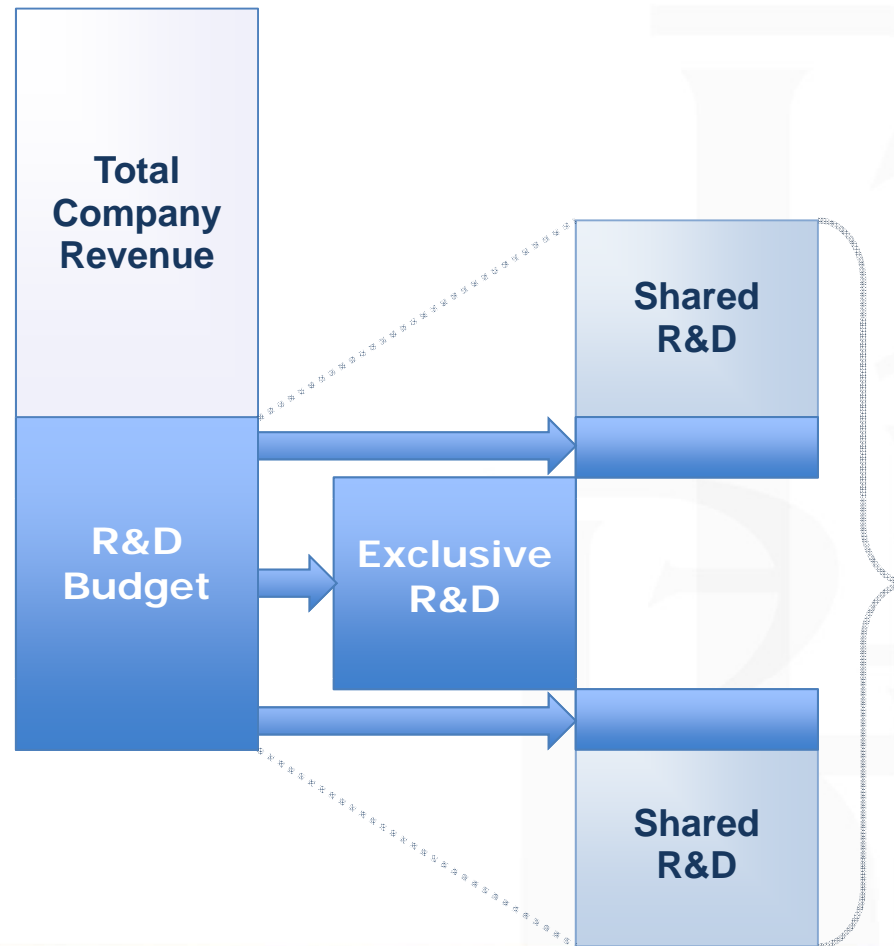 Total
Company
Revenue
Shared
R&D
R&D
Budget
Exclusive
R&D
Shared
R&D